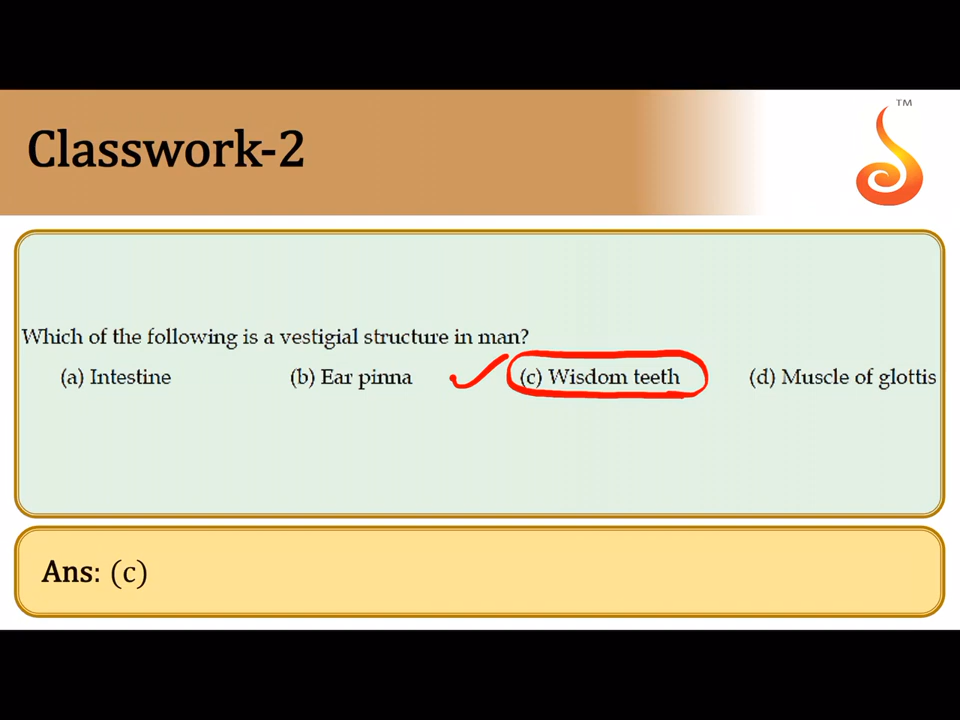 TM
Classwork-2
Which of the following is a vestigial structure in man?
(a) Intestine (b) Ear pinna (c) Wisdom teeth (d) Muscle of glottis
Ans: (c)